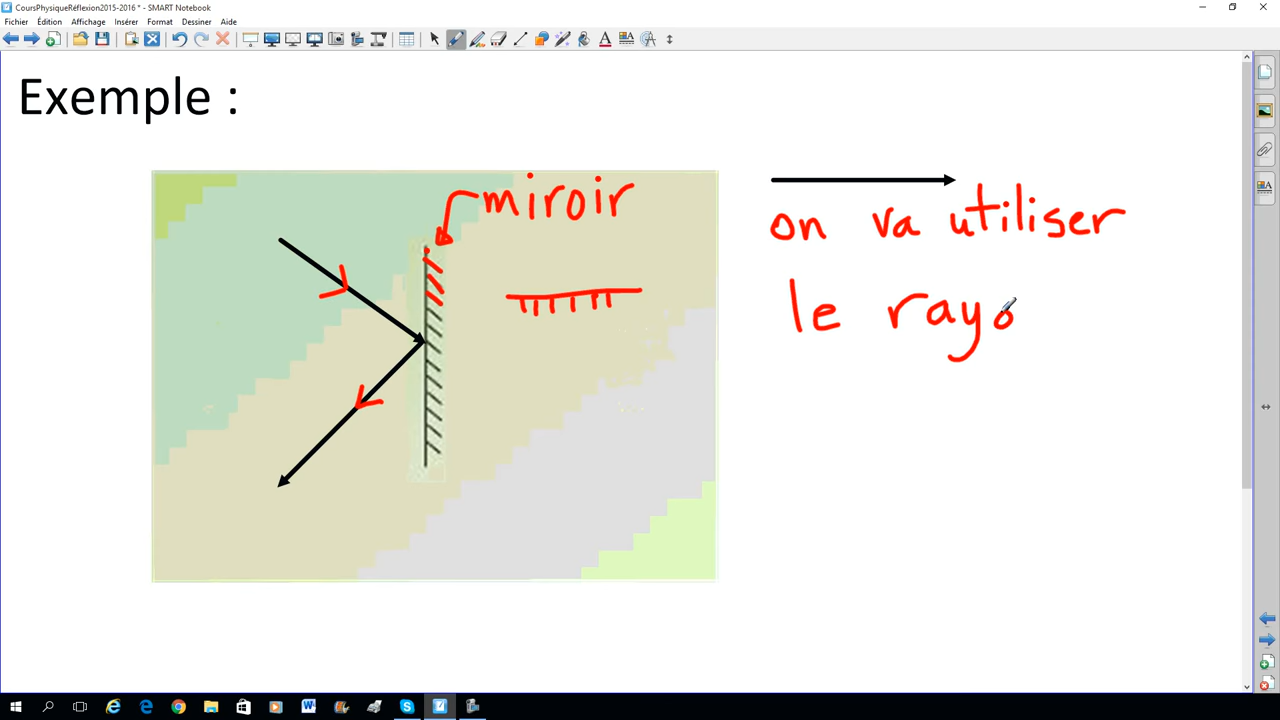 CoursPhysiqueRéflexion2015-2016 * - SMART Notebook
Fichier Édition Affichage Insérer Format Dessiner Aide
Exemple :
miroir
on va utiliser
le rayo